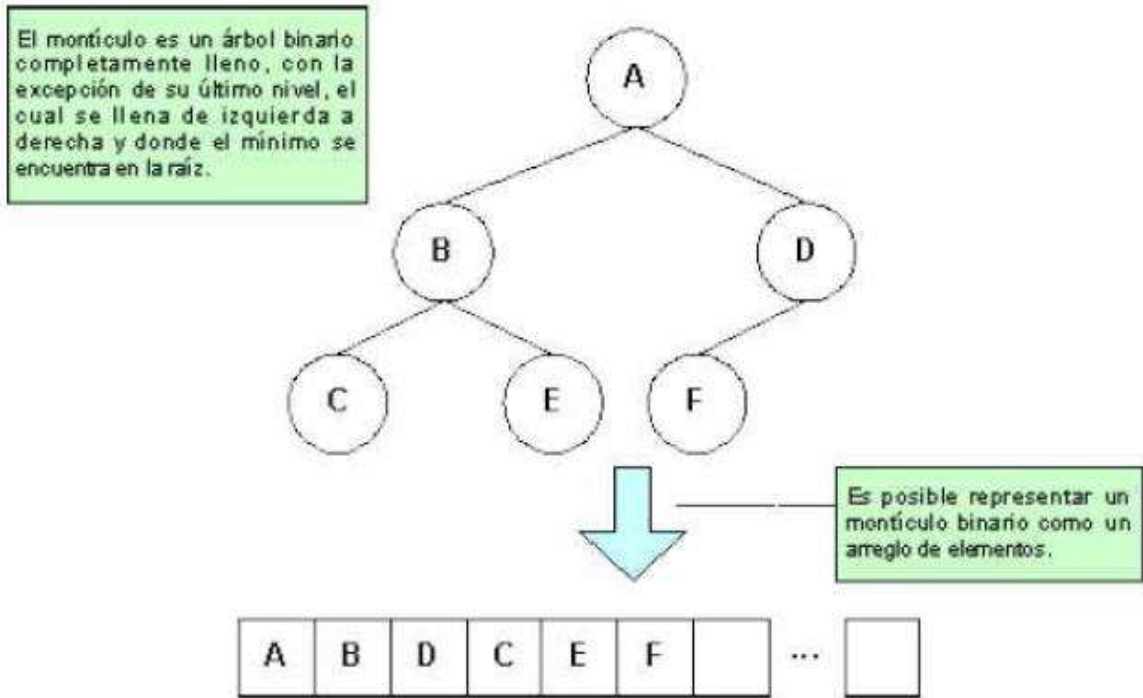 El montículo es un árbol binario
completamente lleno, con la
excepción de su último nivel, el
cual se llena de izquierda a
derecha y donde el mínimo se
encuentra en la raíz.
A
B
D
C
E
F
Es posible representar un
montículo binario como un
arreglo de elementos.
A B D C E F ...